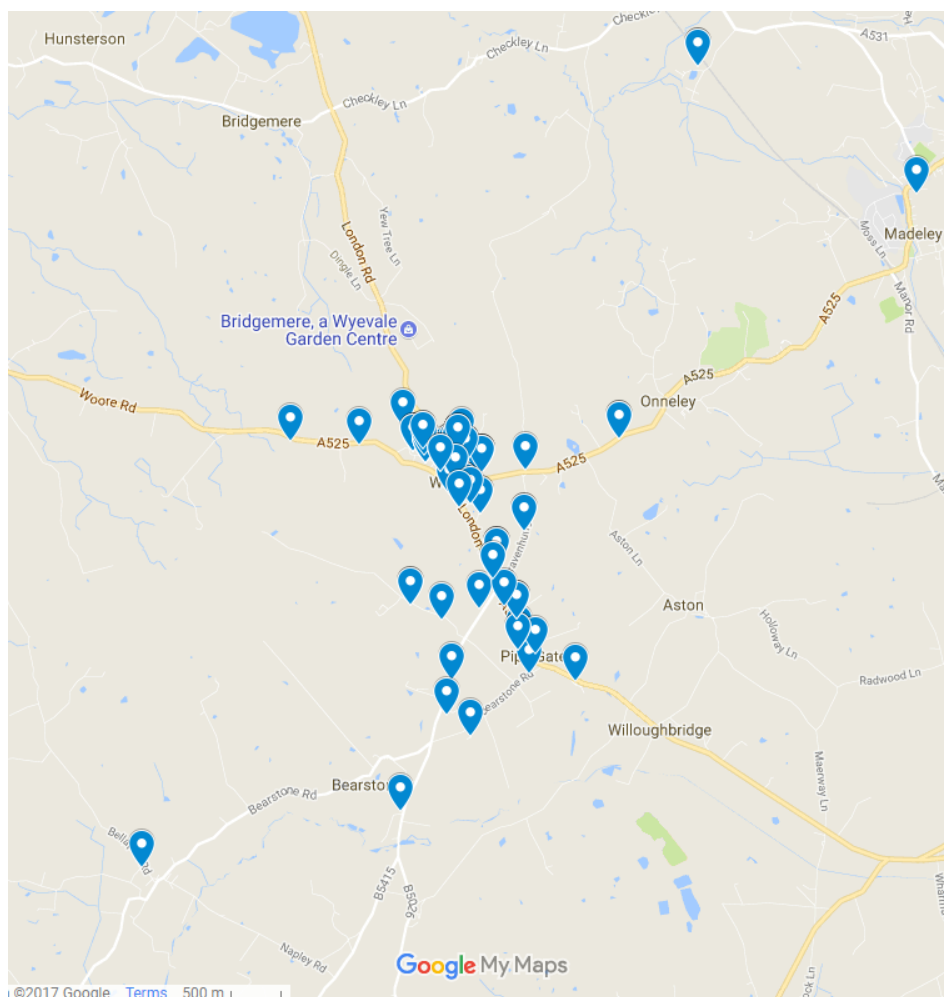 Hunsterson
Checkley
Checkley Ln
A531
Checkley Ln
Bridgemere
Yew Tree Ln
London Rd
Dingle Ln
Moss Ln
Madeley
Manor Rd
A525
Bridgemere, a Wyevale
Garden Centre
A525
Woore Rd
Onneley
A525
A525
London
Aston Ln
Aston
Holloway Ln
Radwood Ln
Bearstone Rd
Willoughbridge
Maerway Ln
Bearstone Rd
B5415
B5026
Napley Rd
Google My Maps
©2017 Google Terms 500 m